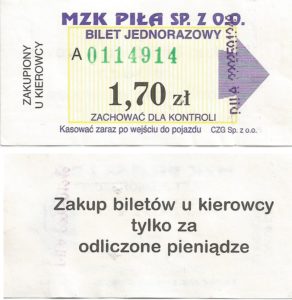 MZK PIŁA SP. Z O.O.
BILET JEDNORAZOWY
A 0114914
ZAKUPIONY
U KIEROWCY
1,70 zł
ZACHOWAĆ DLA KONTROLI
Kasować zaraz po wejściu do pojazdu CZG Sp. z o.o.
Zakup biletów u kierowcy
tylko za
odliczone pieniądze